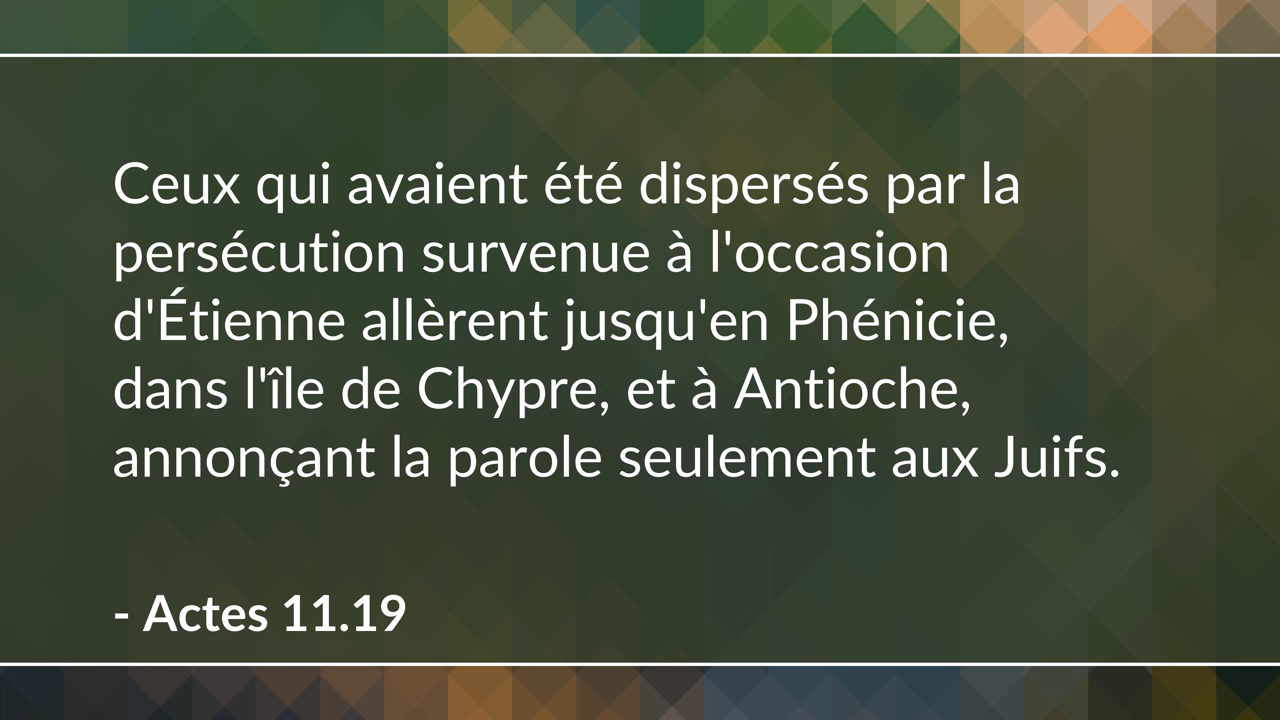 Ceux qui avaient été dispersés par la
persécution survenue à l'occasion
d'Étienne allèrent jusqu'en Phénicie,
dans l'île de Chypre, et à Antioche,
annonçant la parole seulement aux Juifs.
- Actes 11.19